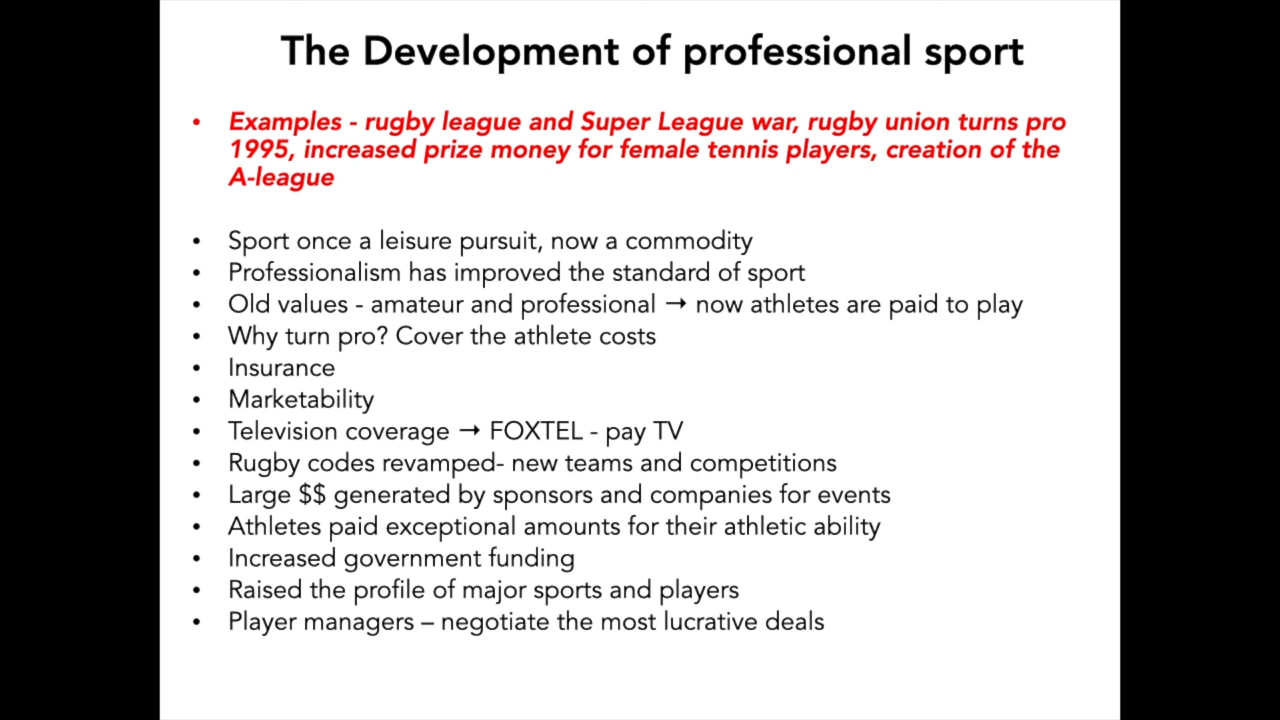 The Development of professional sport
• Examples - rugby league and Super League war, rugby union turns pro
1995, increased prize money for female tennis players, creation of the
A-league
• Sport once a leisure pursuit, now a commodity
• Professionalism has improved the standard of sport
• Old values - amateur and professional → now athletes are paid to play
• Why turn pro? Cover the athlete costs
• Insurance
• Marketability
• Television coverage → FOXTEL - pay TV
• Rugby codes revamped- new teams and competitions
• Large $$ generated by sponsors and companies for events
• Athletes paid exceptional amounts for their athletic ability
• Increased government funding
• Raised the profile of major sports and players
• Player managers – negotiate the most lucrative deals